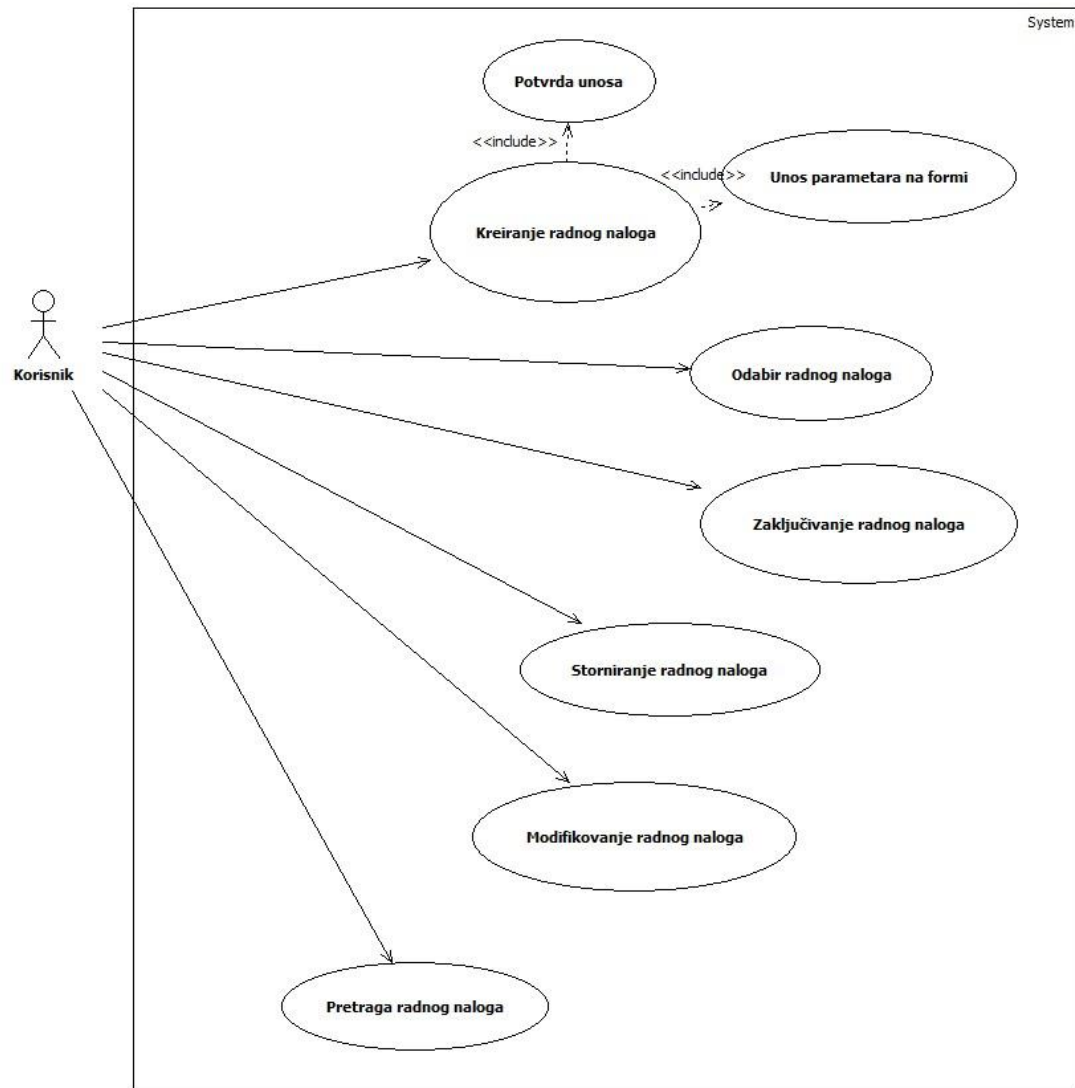 System
Potvrda unosa
<<include>>
<<include>>
Unos parametara na formi
Kreiranje radnog naloga
Korisnik
Odabir radnog naloga
Zaključivanje radnog naloga
Storniranje radnog naloga
Modifikovanje radnog naloga
Pretraga radnog naloga